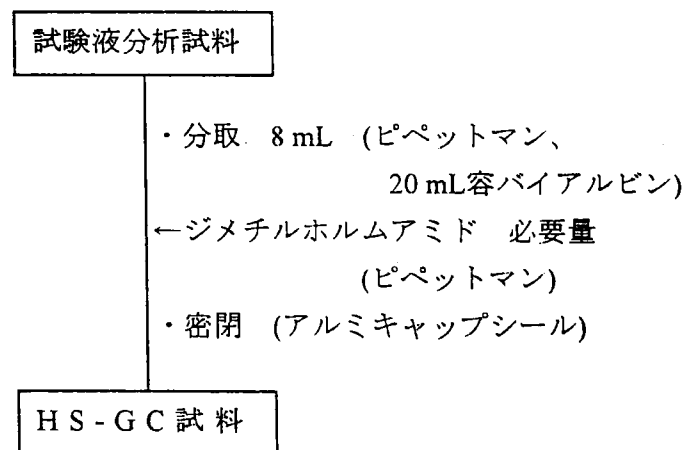 試験液分析試料
・分取 8 mL (ピペットマン、
20 mL容バイアルビン)
←ジメチルホルムアミド 必要量
(ピペットマン)
・密閉 (アルミキャップシール)
HS-GC試料